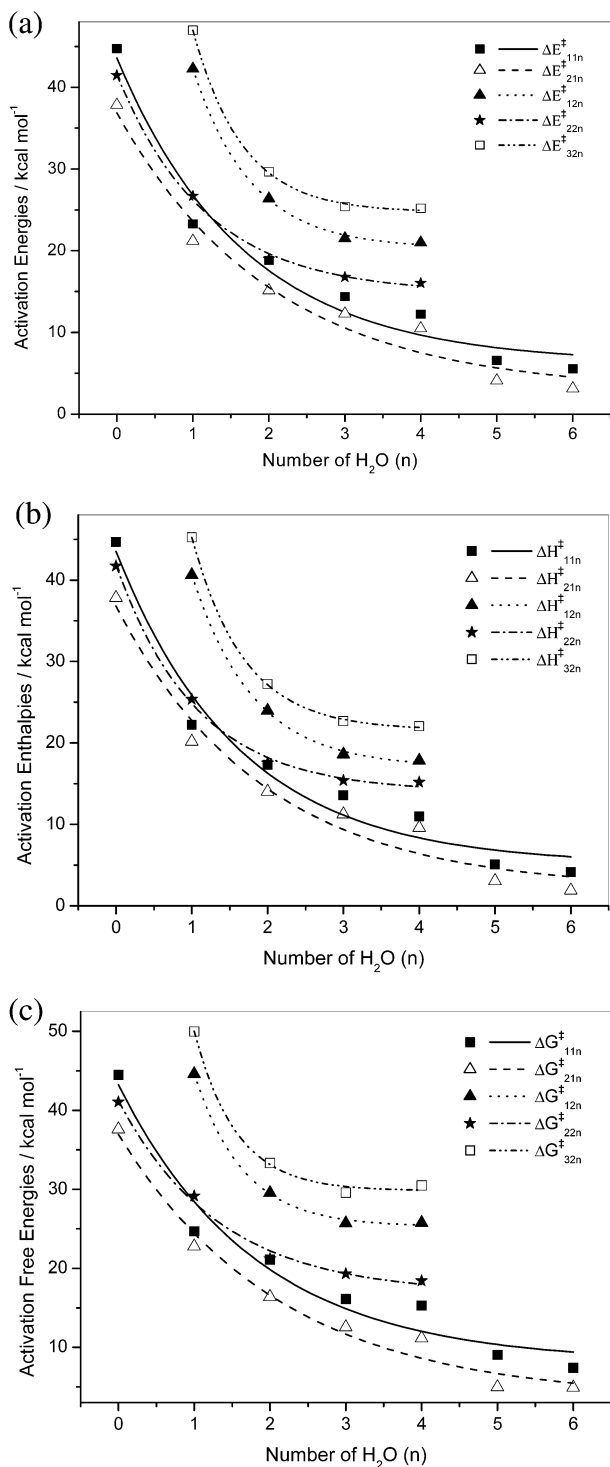 (a)
Activation Energies / kcal mol⁻¹
40
30
20
10
0
ΔE‡₁₁ₙ
ΔE‡₂₁ₙ
ΔE‡₁₂ₙ
ΔE‡₂₂ₙ
ΔE‡₃₂ₙ
0 1 2 3 4 5 6
Number of H₂O (n)
(b)
Activation Enthalpies / kcal mol⁻¹
40
30
20
10
0
ΔH‡₁₁ₙ
ΔH‡₂₁ₙ
ΔH‡₁₂ₙ
ΔH‡₂₂ₙ
ΔH‡₃₂ₙ
0 1 2 3 4 5 6
Number of H₂O (n)
(c)
Activation Free Energies / kcal mol⁻¹
50
40
30
20
10
ΔG‡₁₁ₙ
ΔG‡₂₁ₙ
ΔG‡₁₂ₙ
ΔG‡₂₂ₙ
ΔG‡₃₂ₙ
0 1 2 3 4 5 6
Number of H₂O (n)